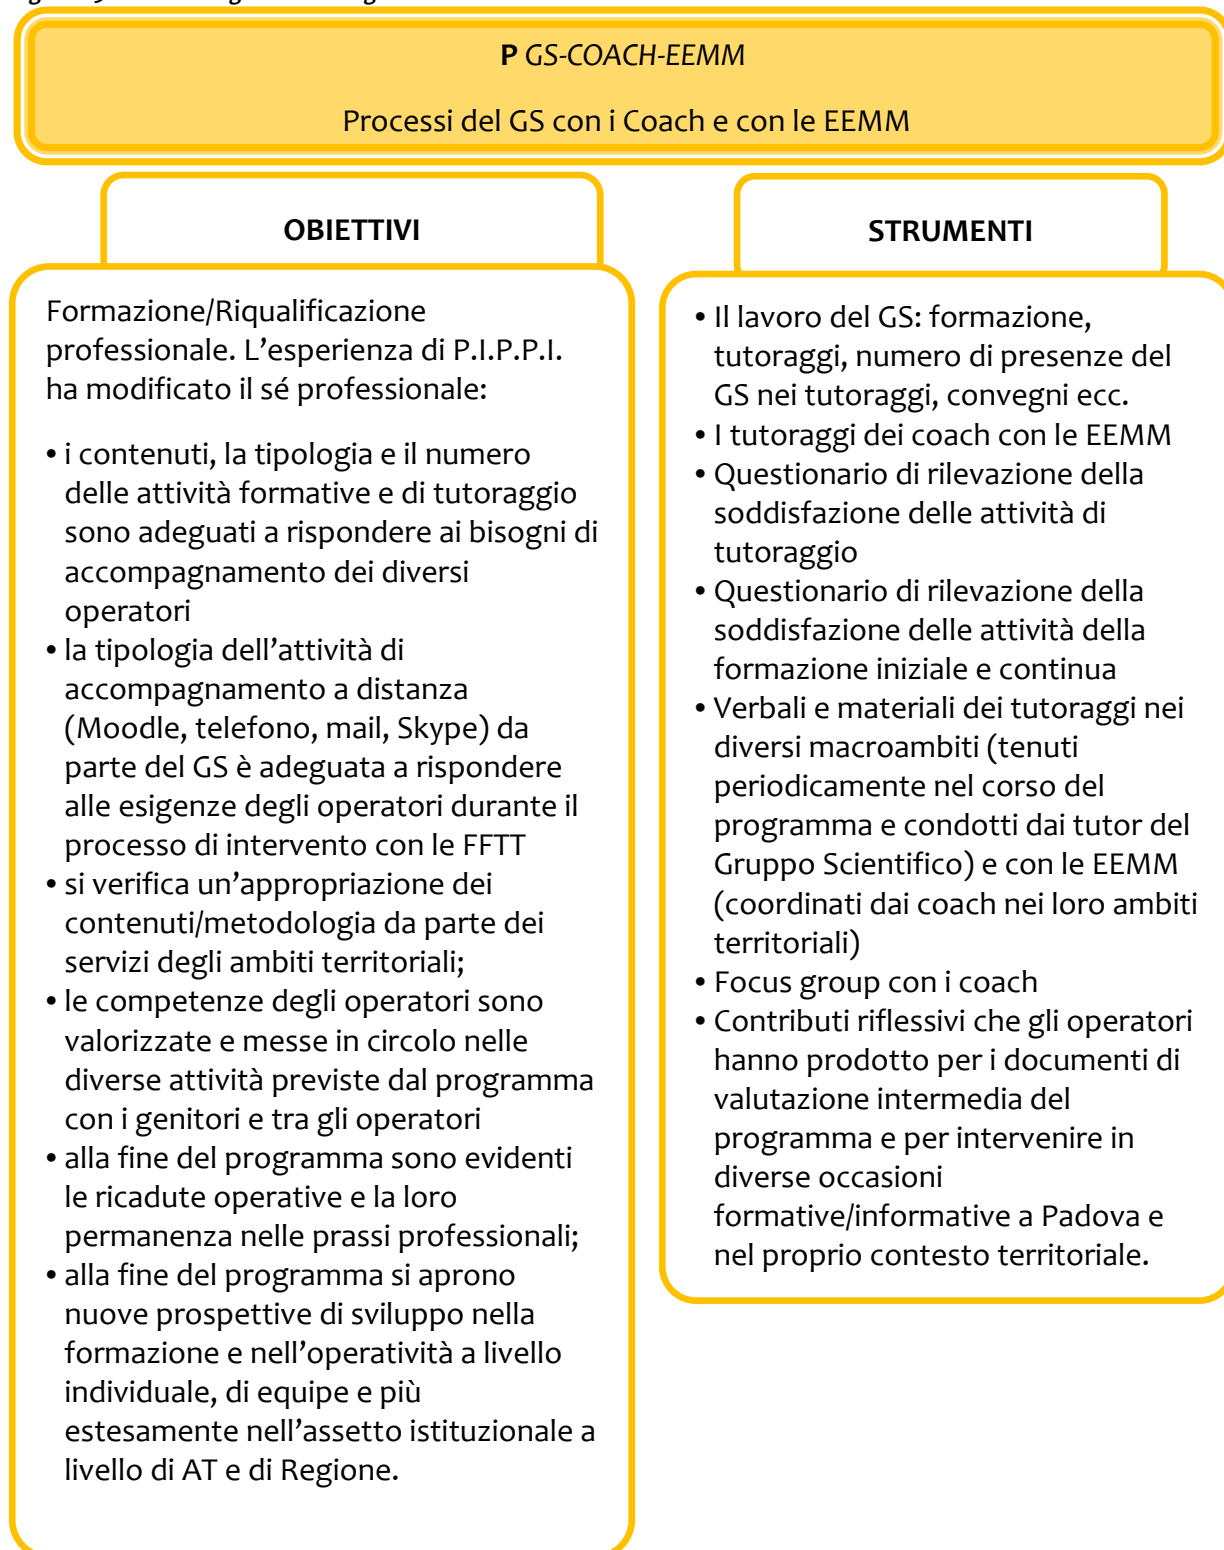 P GS-COACH-EEMM
Processi del GS con i Coach e con le EEMM
OBIETTIVI
Formazione/Riqualificazione
professionale. L’esperienza di P.I.P.P.I.
ha modificato il sé professionale:
• i contenuti, la tipologia e il numero
delle attività formative e di tutoraggio
sono adeguati a rispondere ai bisogni di
accompagnamento dei diversi
operatori
• la tipologia dell’attività di
accompagnamento a distanza
(Moodle, telefono, mail, Skype) da
parte del GS è adeguata a rispondere
alle esigenze degli operatori durante il
processo di intervento con le FFTT
• si verifica un’appropriazione dei
contenuti/metodologia da parte dei
servizi degli ambiti territoriali;
• le competenze degli operatori sono
valorizzate e messe in circolo nelle
diverse attività previste dal programma
con i genitori e tra gli operatori
• alla fine del programma sono evidenti
le ricadute operative e la loro
permanenza nelle prassi professionali;
• alla fine del programma si aprono
nuove prospettive di sviluppo nella
formazione e nell’operatività a livello
individuale, di equipe e più
estesamente nell’assetto istituzionale a
livello di AT e di Regione.
STRUMENTI
• Il lavoro del GS: formazione,
tutoraggi, numero di presenze del
GS nei tutoraggi, convegni ecc.
• I tutoraggi dei coach con le EEMM
• Questionario di rilevazione della
soddisfazione delle attività di
tutoraggio
• Questionario di rilevazione della
soddisfazione delle attività della
formazione iniziale e continua
• Verbali e materiali dei tutoraggi nei
diversi macroambiti (tenuti
periodicamente nel corso del
programma e condotti dai tutor del
Gruppo Scientifico) e con le EEMM
(coordinati dai coach nei loro ambiti
territoriali)
• Focus group con i coach
• Contributi riflessivi che gli operatori
hanno prodotto per i documenti di
valutazione intermedia del
programma e per intervenire in
diverse occasioni
formative/informative a Padova e
nel proprio contesto territoriale.